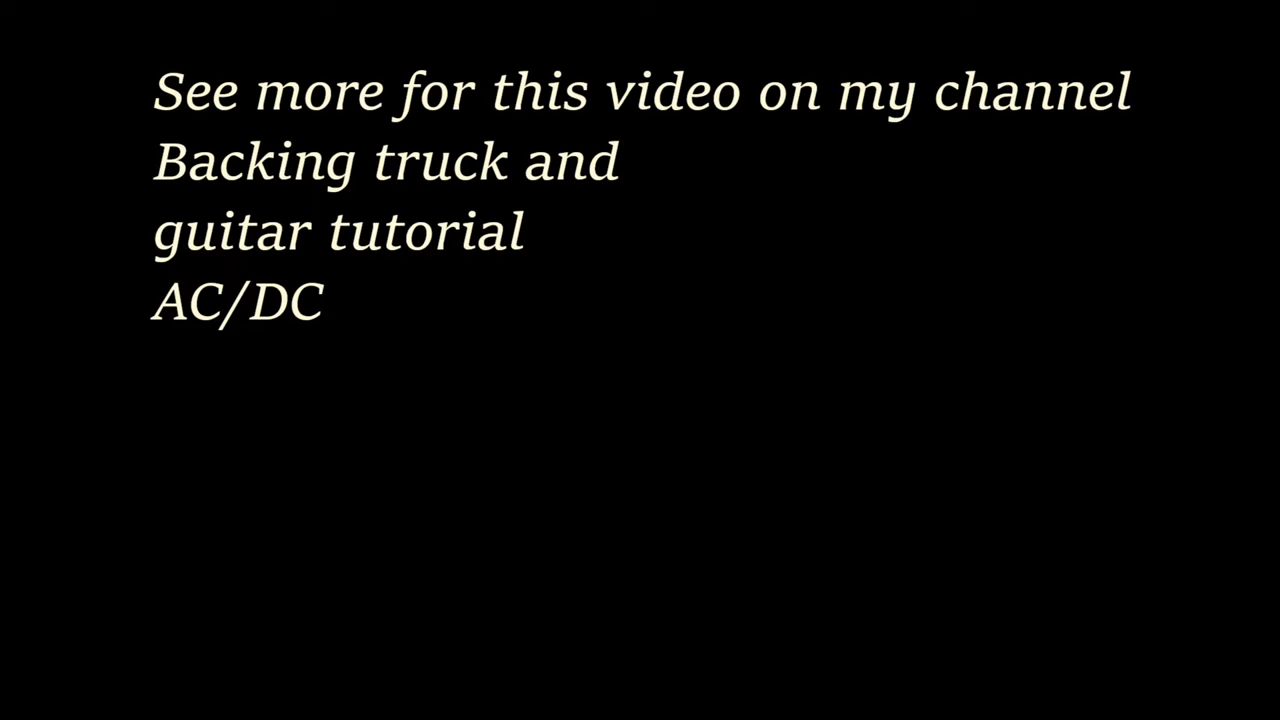 See more for this video on my channel
Backing truck and
guitar tutorial
AC/DC